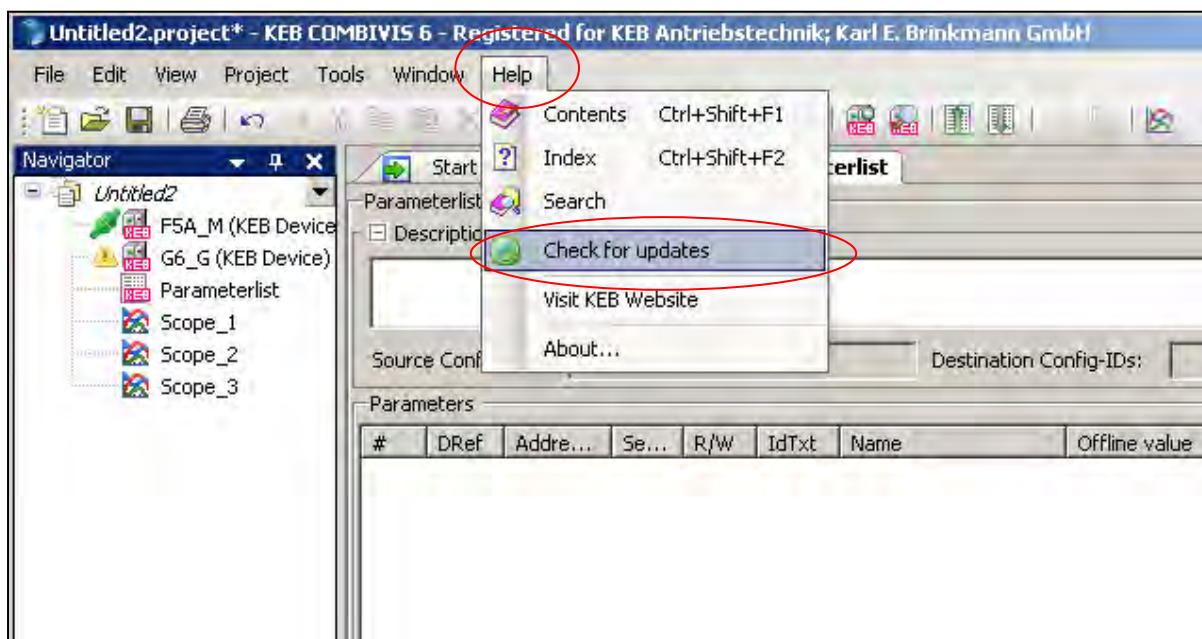 Untitled2.project* - KEB COMBIVIS 6 - Registered for KEB Antriebstechnik; Karl E. Brinkmann GmbH
File Edit View Project Tools Window Help
Contents Ctrl+Shift+F1
Navigator
Start
Index Ctrl+Shift+F2
terlist
Untitled2
Parameterlist
Search
F5A_M (KEB Device
Descriptio
Check for updates
G6_G (KEB Device)
Parameterlist
Visit KEB Website
Scope_1
Scope_2
Source Conf
About...
Destination Config-IDs:
Scope_3
Parameters
# DRef Addre... Se... R/W IdTxt Name Offline value